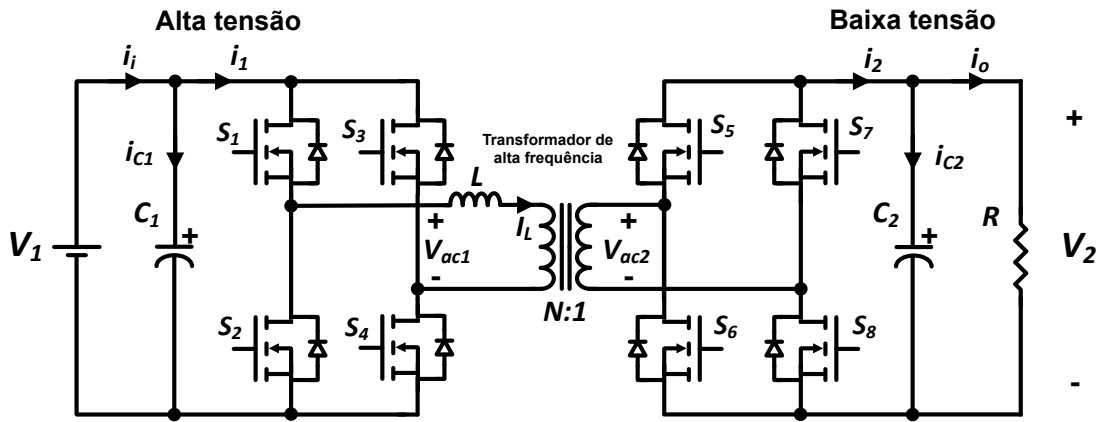 Alta tensão
Baixa tensão
i_i
i_1
i_2
i_o
S_1
S_3
Transformador de
alta frequência
S_5
S_7
+
i_C1
L
i_C2
C_1
+
I_L
+
V_ac1
-
+
V_ac2
-
C_2
+
R
V_1
V_2
N:1
S_2
S_4
S_6
S_8
-